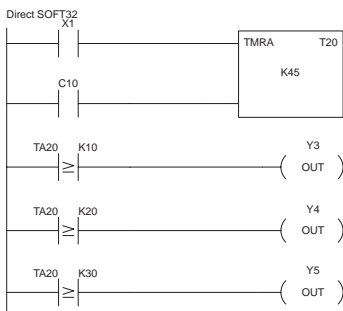 Direct SOFT32
X1
TMRA T20
K45
C10
TA20 K10 Y3
≥ OUT
TA20 K20 Y4
≥ OUT
TA20 K30 Y5
≥ OUT